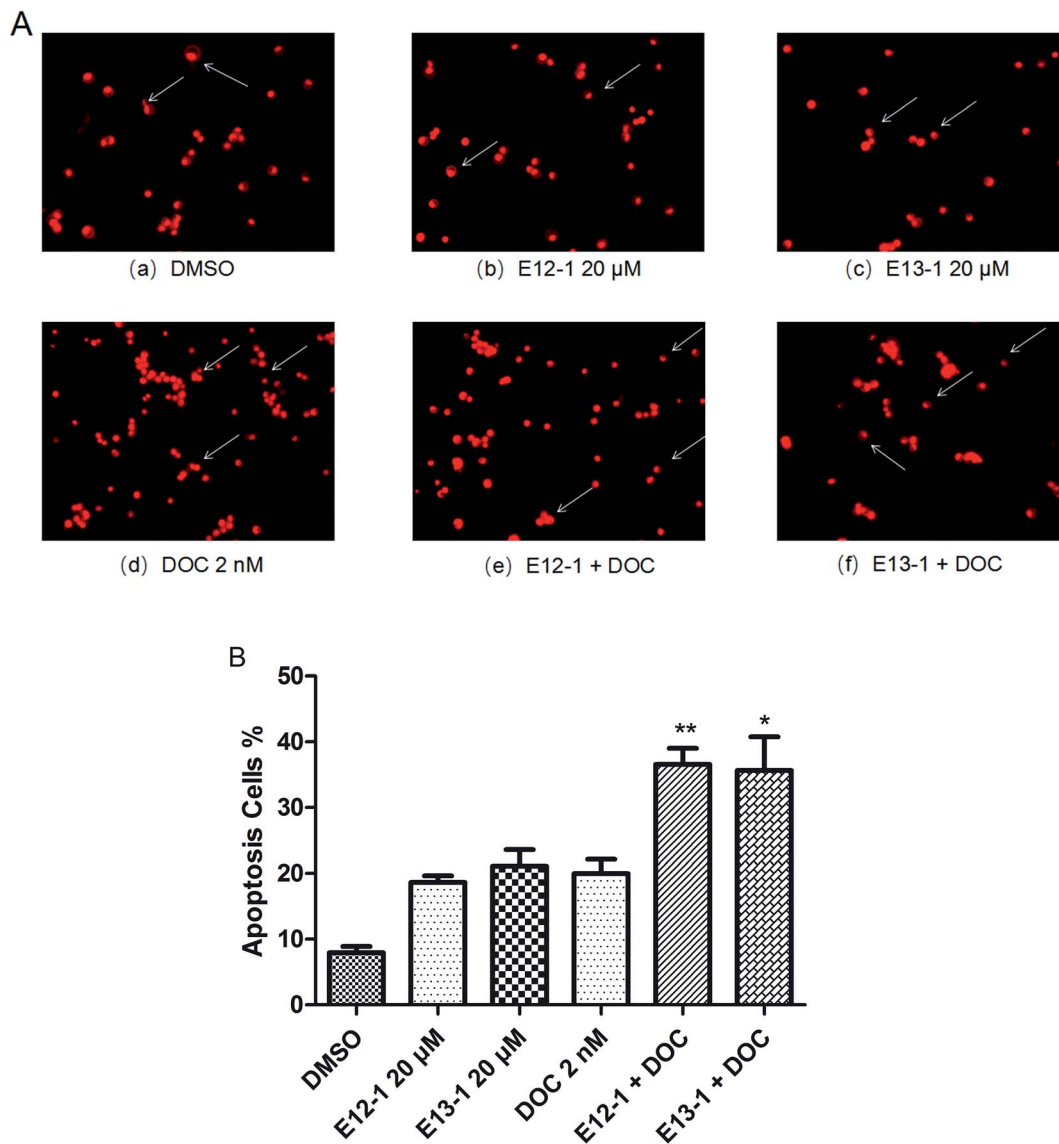 A
(a) DMSO
(b) E12-1 20 μM
(c) E13-1 20 μM
(d) DOC 2 nM
(e) E12-1 + DOC
(f) E13-1 + DOC
B
Apoptosis Cells %
50
40
30
20
10
0
**
*
DMSO
E12-1 20 μM
E13-1 20 μM
DOC 2 nM
E12-1 + DOC
E13-1 + DOC